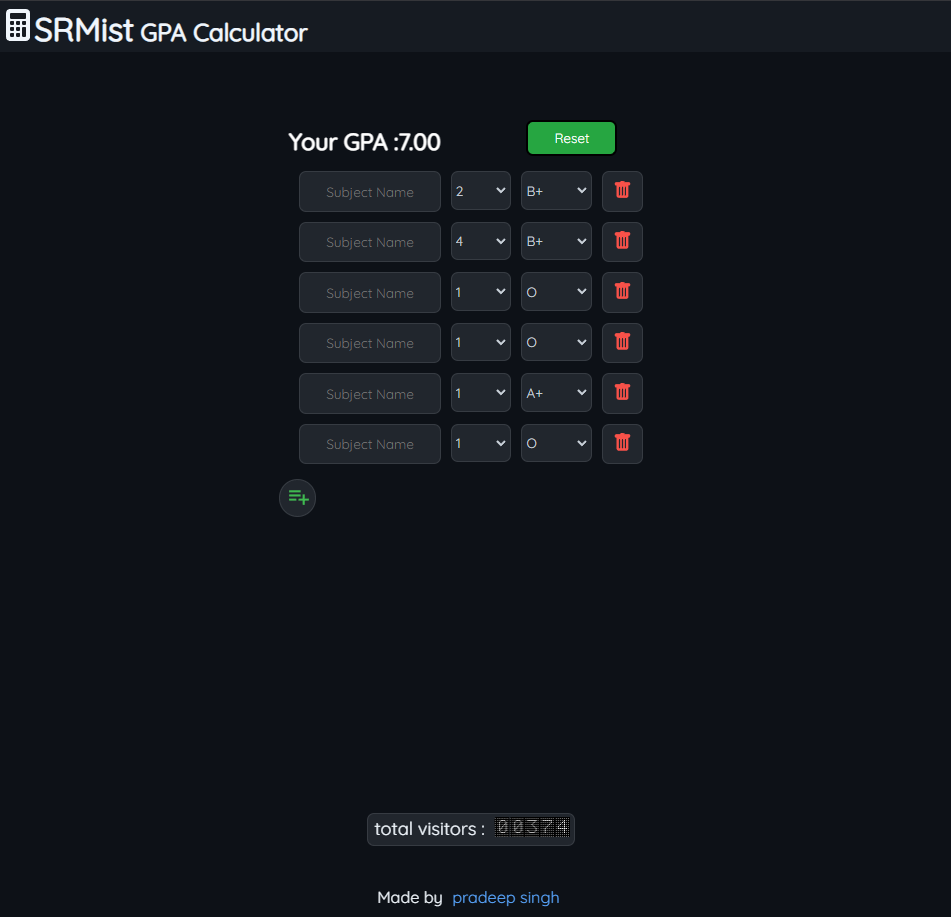 SRMist GPA Calculator
Your GPA :7.00 Reset
Subject Name 2 B+
Subject Name 4 B+
Subject Name 1 O
Subject Name 1 O
Subject Name 1 A+
Subject Name 1 O
total visitors : 00374
Made by pradeep singh